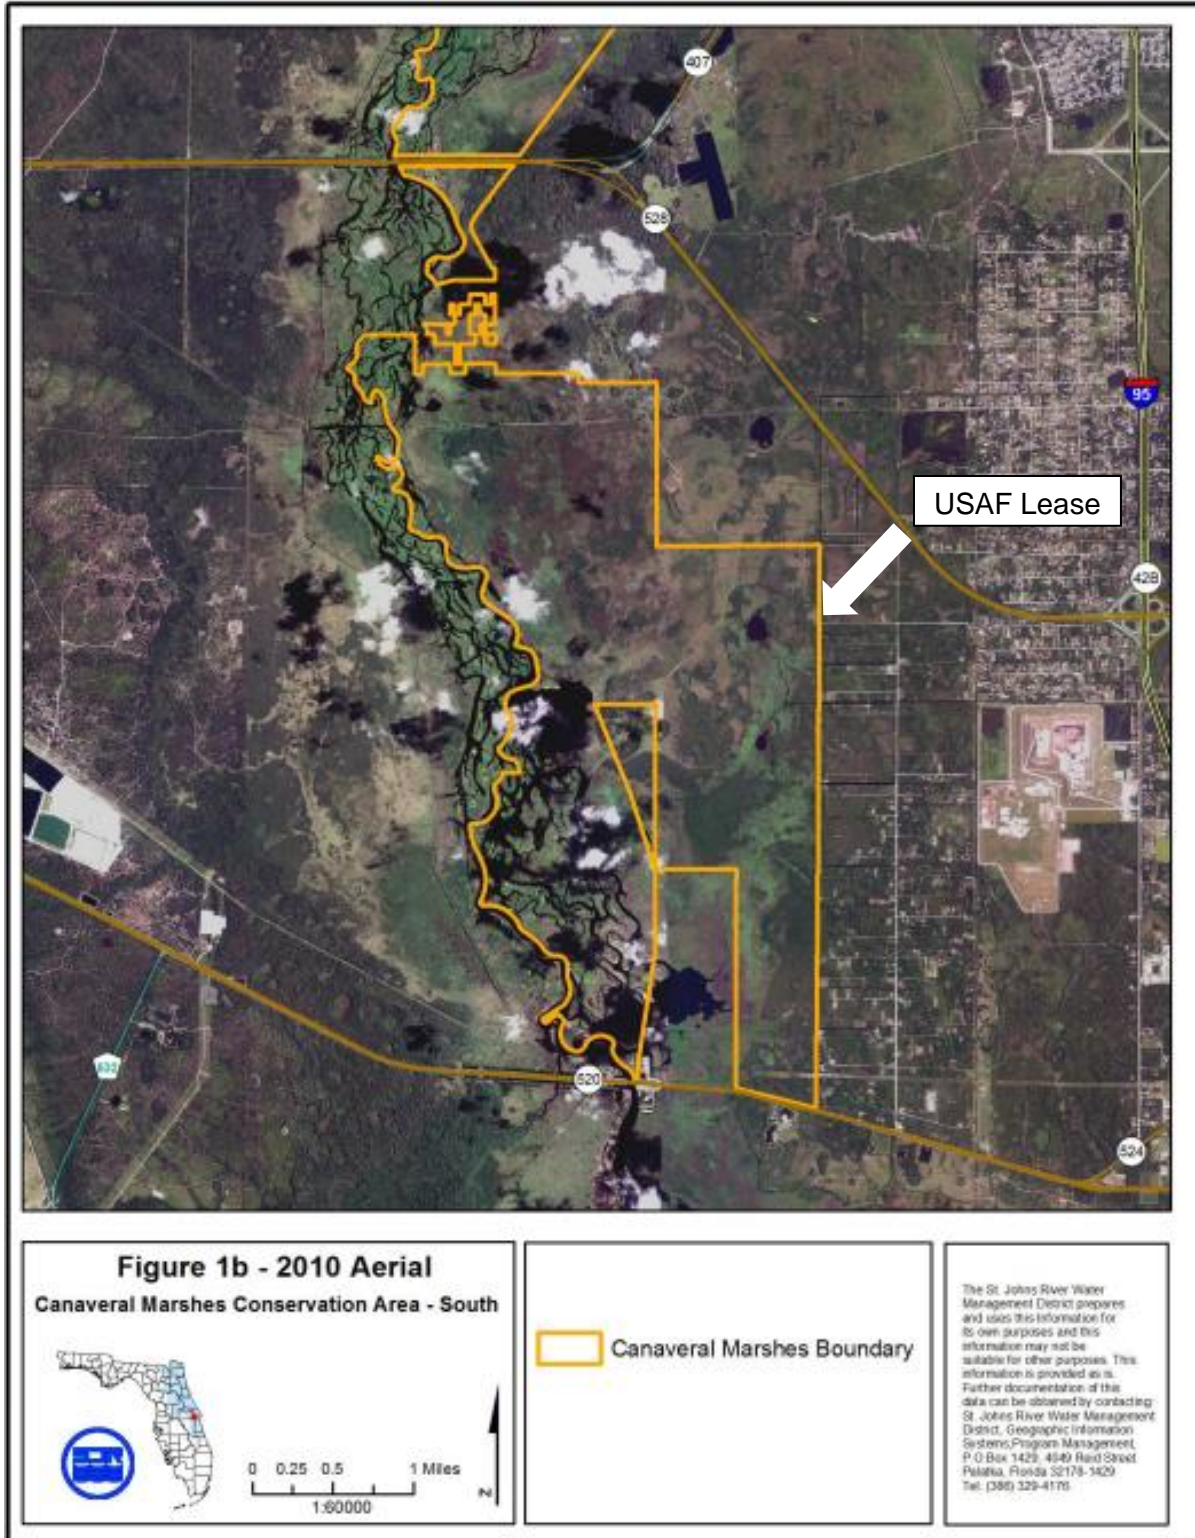 407
528
95
USAF Lease
428
520
524
Figure 1b - 2010 Aerial
Canaveral Marshes Conservation Area - South
0 0.25 0.5 1 Miles
1:60000
N
Canaveral Marshes Boundary
The St. Johns River Water
Management District prepares
and uses this information for
its own purposes and this
information may not be
suitable for other purposes. This
information is provided as is.
Further documentation of this
data can be obtained by contacting:
St. Johns River Water Management
District, Geographic Information
Systems, Program Management,
P.O.Box 1429, 4049 Reid Street
Palatka, Florida 32178-1429
Tel: (386) 329-4176